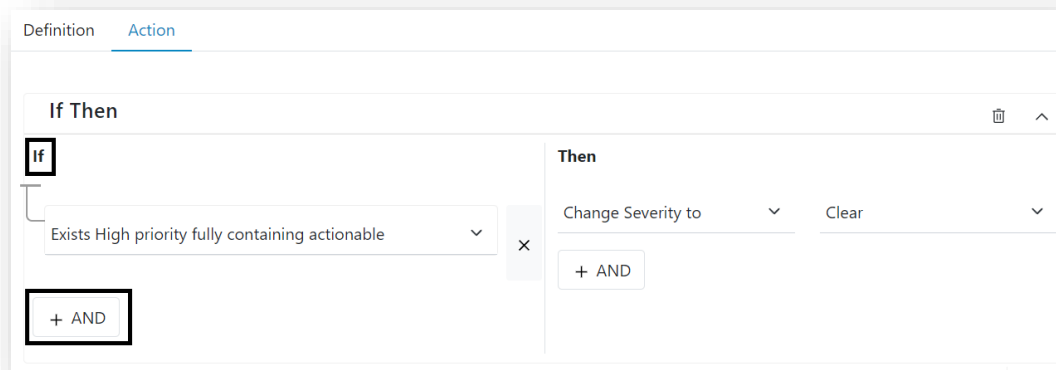 Definition Action
If Then
If
Then
Exists High priority fully containing actionable
Change Severity to
Clear
+ AND
+ AND